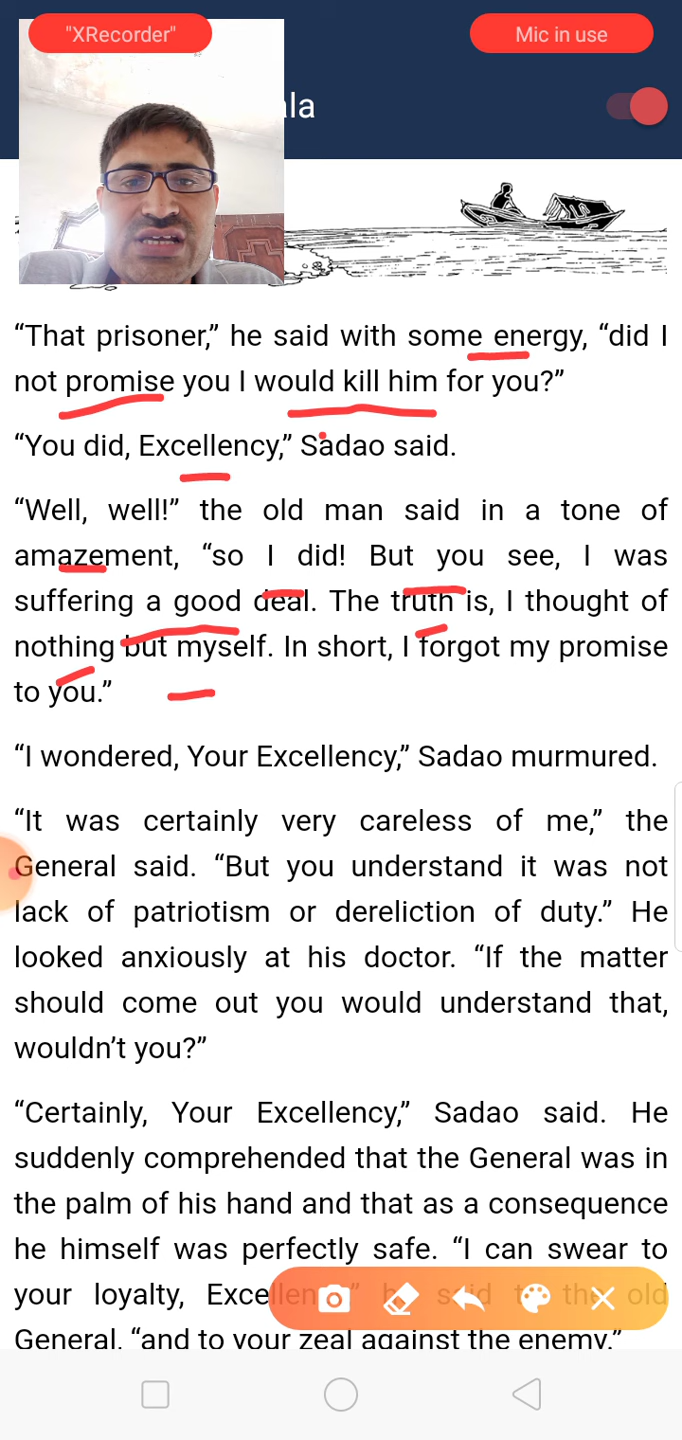 "XRecorder"
Mic in use
ala
“That prisoner,” he said with some energy, “did I
not promise you I would kill him for you?”
“You did, Excellency,” Sadao said.
“Well, well!” the old man said in a tone of
amazement, “so I did! But you see, I was
suffering a good deal. The truth is, I thought of
nothing but myself. In short, I forgot my promise
to you.”
“I wondered, Your Excellency,” Sadao murmured.
“It was certainly very careless of me,” the
General said. “But you understand it was not
lack of patriotism or dereliction of duty.” He
looked anxiously at his doctor. “If the matter
should come out you would understand that,
wouldn’t you?”
“Certainly, Your Excellency,” Sadao said. He
suddenly comprehended that the General was in
the palm of his hand and that as a consequence
he himself was perfectly safe. “I can swear to
your loyalty, Excellency,” he said to the old
General, “and to your zeal against the enemy.”